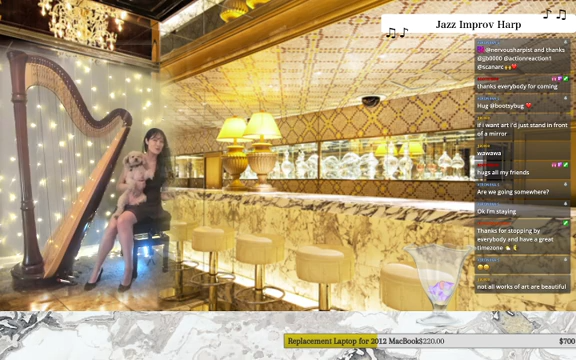 Jazz Improv Harp
@nervousharpist and thanks
@jjb0000 @actionreaction1
@scanarc
thanks everybody for coming
Hug @bootsybug
if i want art i'd just stand in front
of a mirror
wawawa
hugs all my friends
Are we going somewhere?
Ok I'm staying
Thanks for stopping by
everybody and have a great
timezone
not all works of art are beautiful
Replacement Laptop for 2012 MacBook $220.00
$700